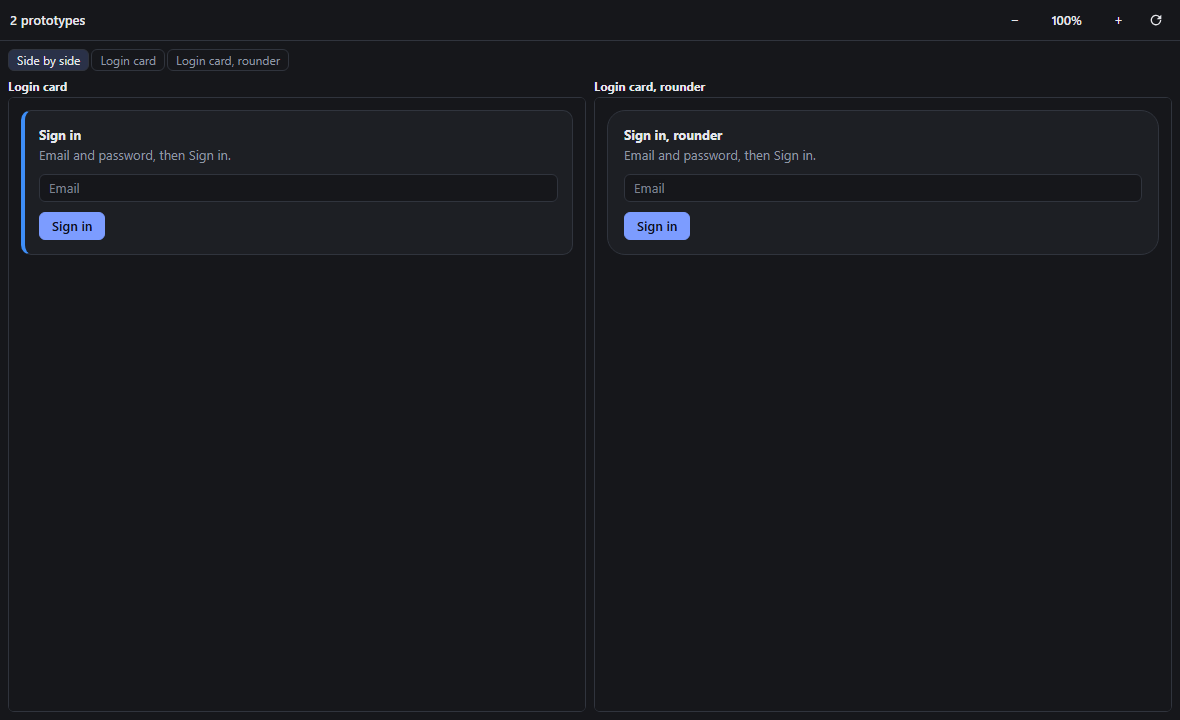 2 prototypes
− 100% +
Side by side Login card Login card, rounder
Login card
Sign in
Email and password, then Sign in.
Email
Sign in
Login card, rounder
Sign in, rounder
Email and password, then Sign in.
Email
Sign in